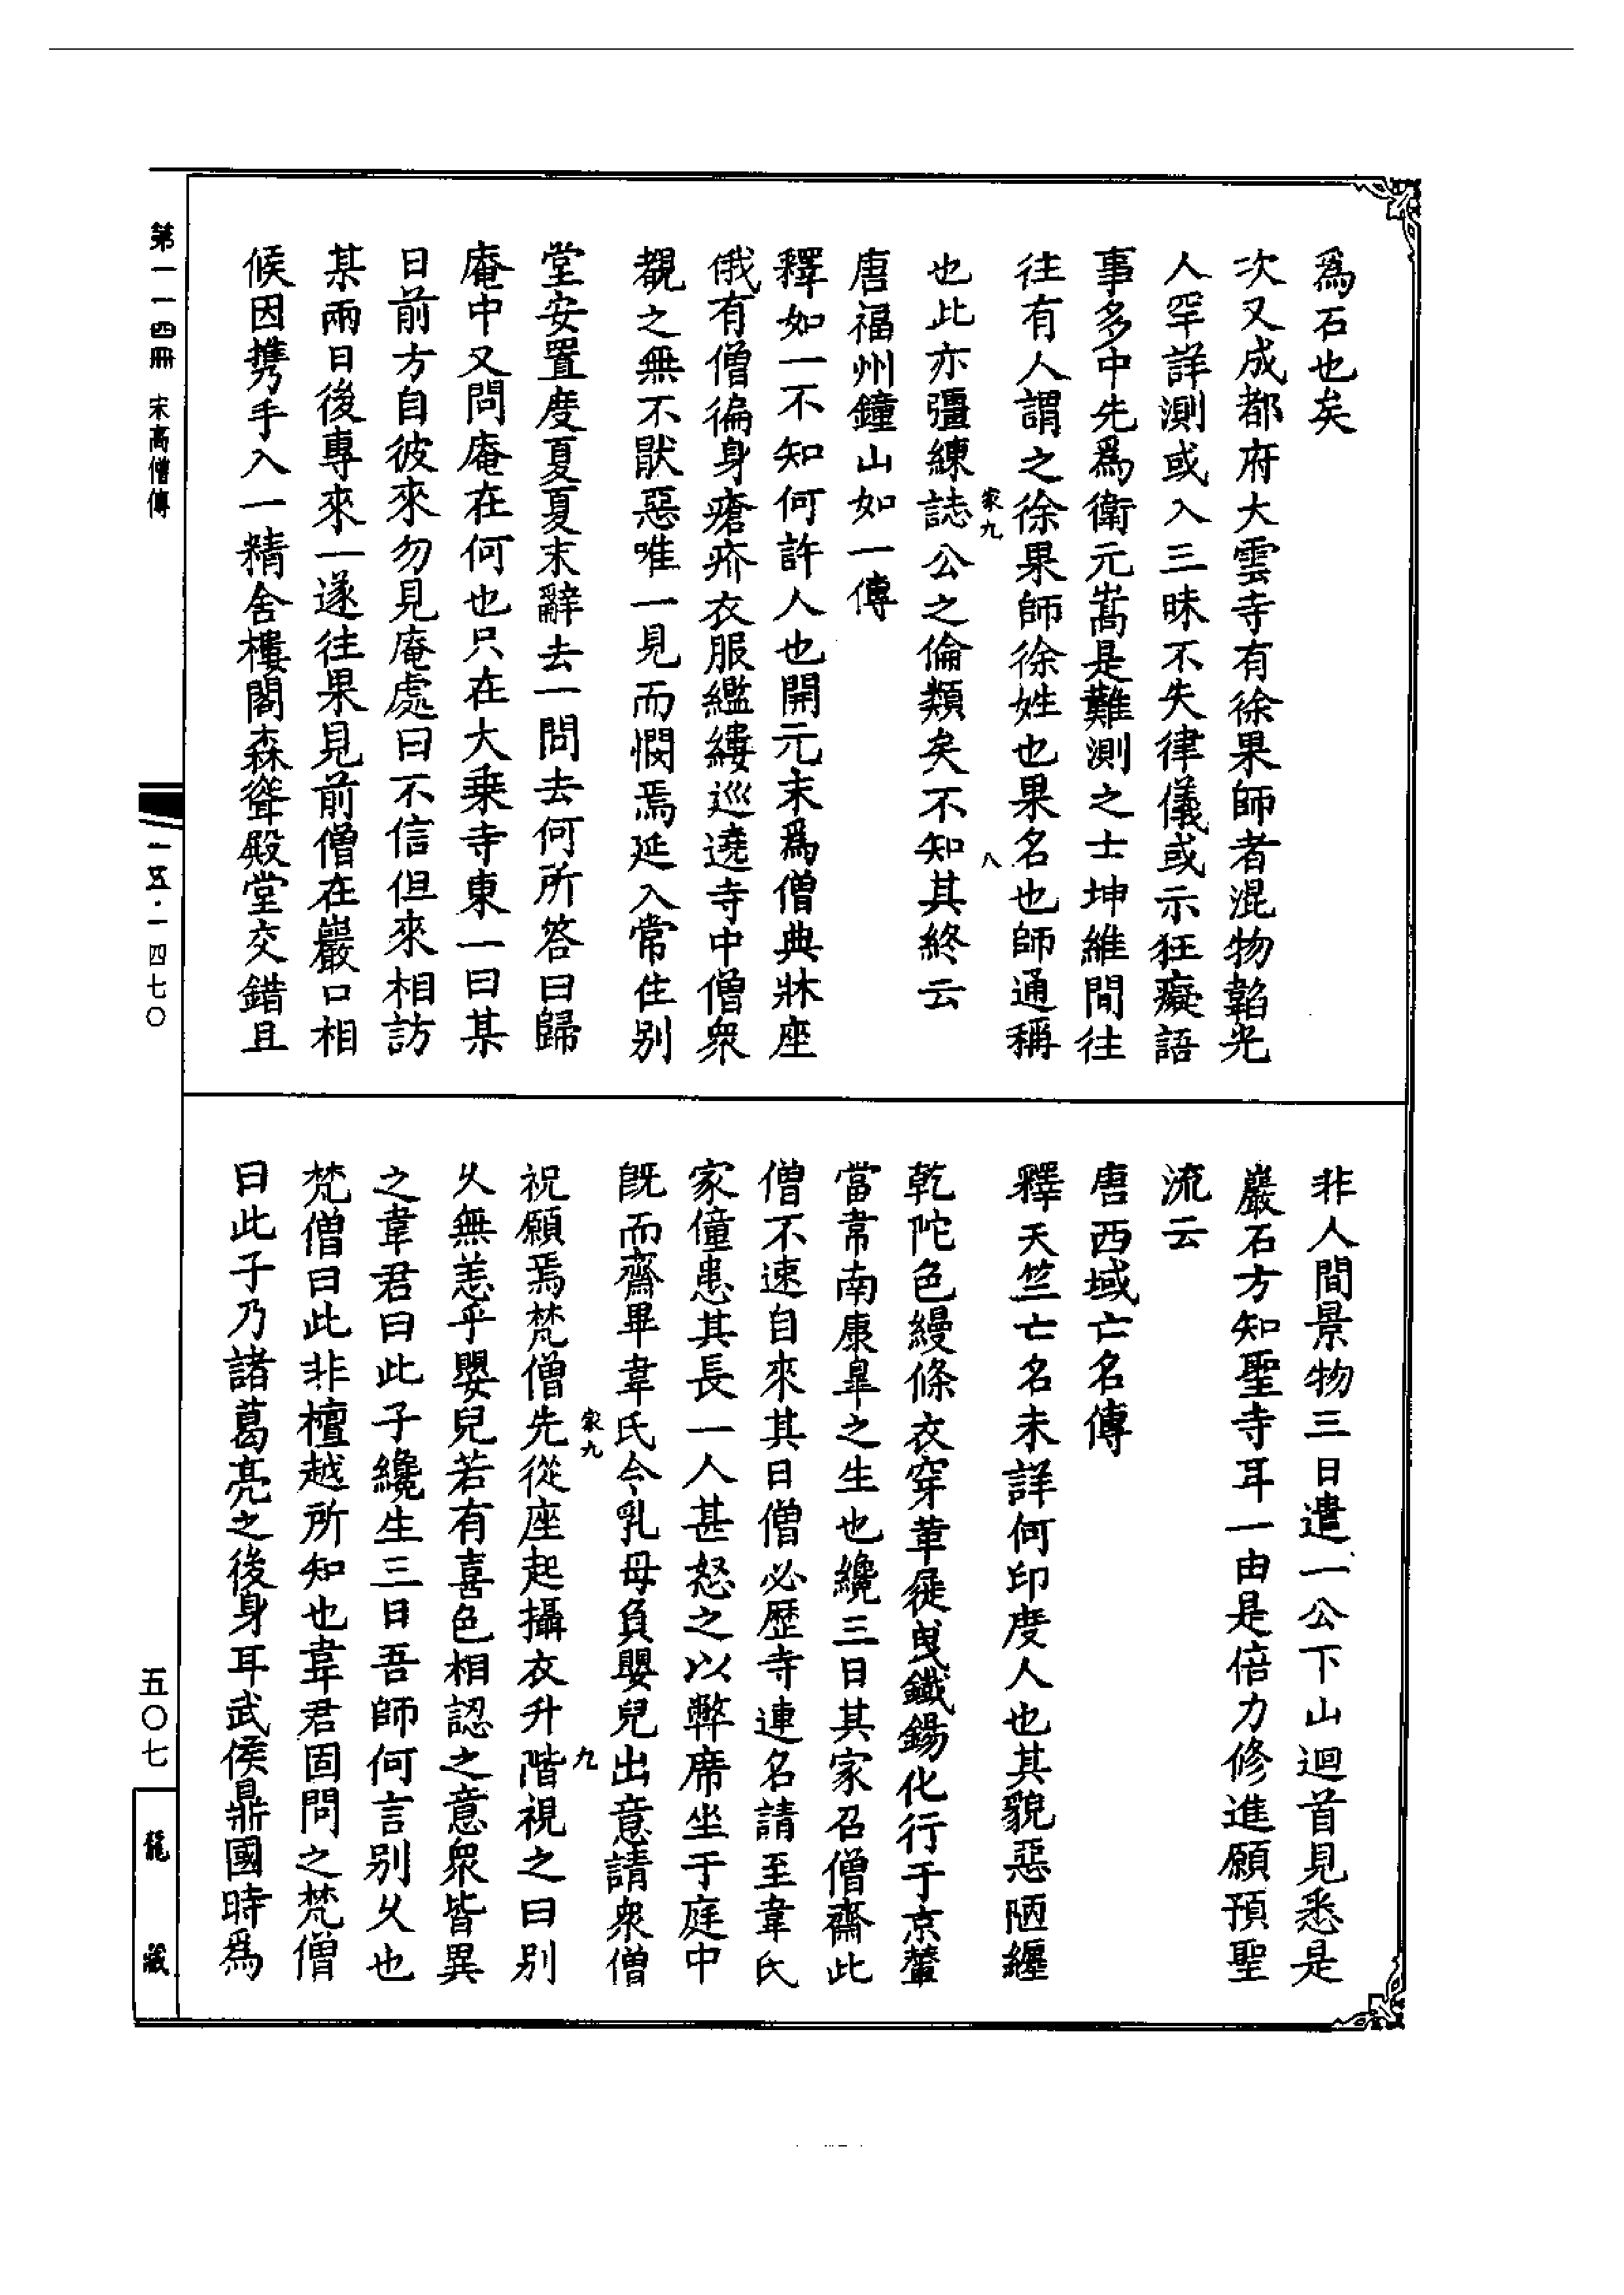 爲石也矣
次又成都府大雲寺有徐果師者混物韜光
人罕詳測或入三昧不失律儀或示狂癡語
事多中先爲衛元嵩是難測之士坤維間往
往有人謂之徐果師徐姓也果名也師通稱
家九 八
也此亦彊練誌公之倫類矣不知其終云
唐福州鐘山如一傳
釋如一不知何許人也開元末爲僧典牀座
俄有僧徧身瘡疥衣服繿縷巡遶寺中僧衆
覩之無不猒惡唯一見而憫焉延入常住别
堂安置度夏夏末辭去一問去何所答曰歸
庵中又問庵在何也只在大乗寺東一曰某
日前方自彼來勿見庵處曰不信但來相訪
某兩日後專來一遂往果見前僧在巖口相
候因携手入一精舍樓閣森聳殿堂交錯且
非人間景物三日遣一公下山迴首見悉是
巖石方知聖寺耳一由是倍力修進願預聖
流云
唐西域亡名傳
釋天竺亡名未詳何印度人也其貌惡陋纏
乾陀色縵條衣穿革屣曳鐵錫化行于京輦
當韋南康臯之生也纔三日其家召僧齋此
僧不速自來其日僧必歷寺連名請至韋氏
家僮患其長一人甚怒之以弊席坐于庭中
既而齋畢韋氏令乳母負嬰兒出意請衆僧
家九 九
祝願焉梵僧先從座起攝衣升階視之曰别
乆無恙乎嬰兒若有喜色相認之意衆皆異
之韋君曰此子纔生三日吾師何言别乆也
梵僧曰此非檀越所知也韋君固問之梵僧
曰此子乃諸葛亮之後身耳武侯鼎國時爲
第一一四冊 宋高僧傳
一五·一四七〇
五〇七
龍藏